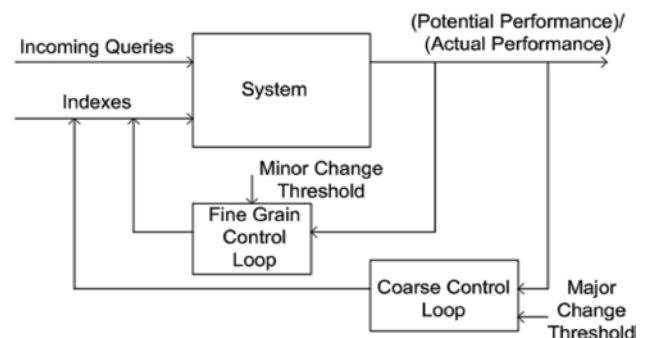 (Potential Performance)/
(Actual Performance)
Incoming Queries
System
Indexes
Minor Change
Threshold
Fine Grain
Control
Loop
Coarse Control
Loop
Major
Change
Threshold